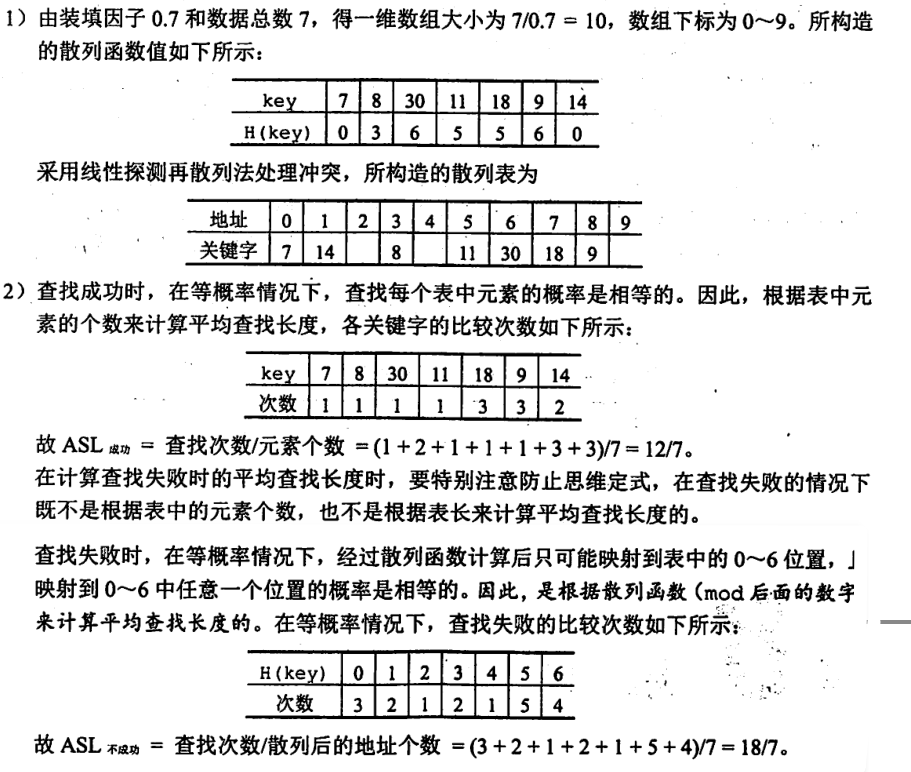 1）由装填因子 0.7 和数据总数 7，得一维数组大小为 7/0.7 = 10，数组下标为 0～9。所构造
的散列函数值如下所示：
key 7 8 30 11 18 9 14
H(key) 0 3 6 5 5 6 0
采用线性探测再散列法处理冲突，所构造的散列表为
地址 0 1 2 3 4 5 6 7 8 9
关键字 7 14 8 11 30 18 9
2）查找成功时，在等概率情况下，查找每个表中元素的概率是相等的。因此，根据表中元
素的个数来计算平均查找长度，各关键字的比较次数如下所示：
key 7 8 30 11 18 9 14
次数 1 1 1 1 3 3 2
故 ASL 成功 = 查找次数/元素个数 = (1 + 2 + 1 + 1 + 1 + 3 + 3)/7 = 12/7。
在计算查找失败时的平均查找长度时，要特别注意防止思维定式，在查找失败的情况下
既不是根据表中的元素个数，也不是根据表长来计算平均查找长度的。
查找失败时，在等概率情况下，经过散列函数计算后只可能映射到表中的 0～6 位置，
映射到 0～6 中任意一个位置的概率是相等的。因此，是根据散列函数（mod 后面的数字
来计算平均查找长度的。在等概率情况下，查找失败的比较次数如下所示：
H(key) 0 1 2 3 4 5 6
次数 3 2 1 2 1 5 4
故 ASL 不成功 = 查找次数/散列后的地址个数 = (3 + 2 + 1 + 2 + 1 + 5 + 4)/7 = 18/7。